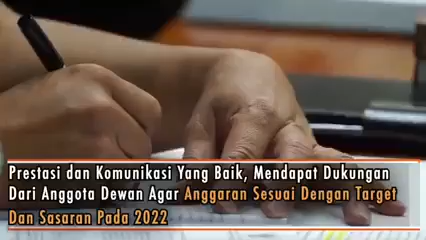 Prestasi dan Komunikasi Yang Baik, Mendapat Dukungan
Dari Anggota Dewan Agar Anggaran Sesuai Dengan Target
Dan Sasaran Pada 2022